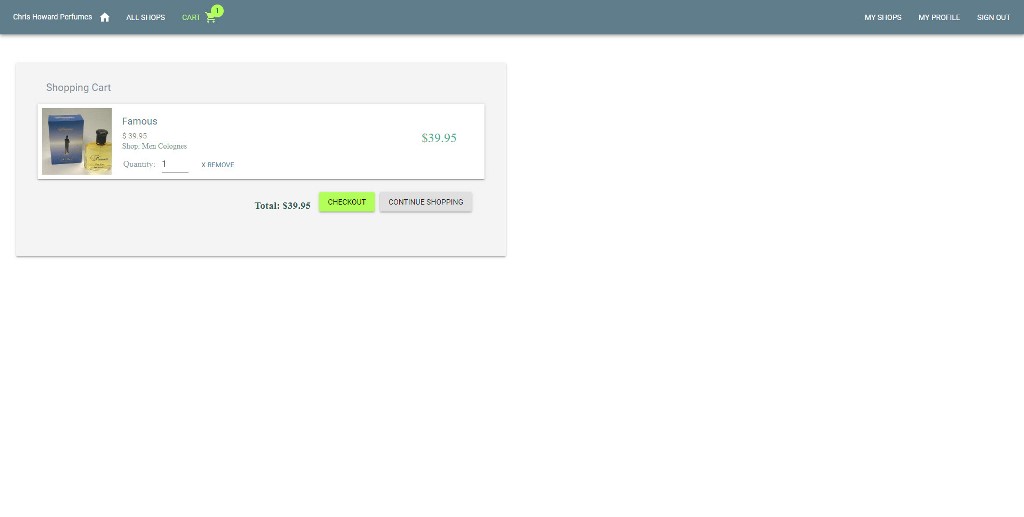 Chris Howard Perfumes ALL SHOPS CART 1 MY SHOPS MY PROFILE SIGN OUT
Shopping Cart
Famous
$ 39.95
Shop: Men Colognes
$39.95
Quantity: 1 X REMOVE
Total: $39.95 CHECKOUT CONTINUE SHOPPING